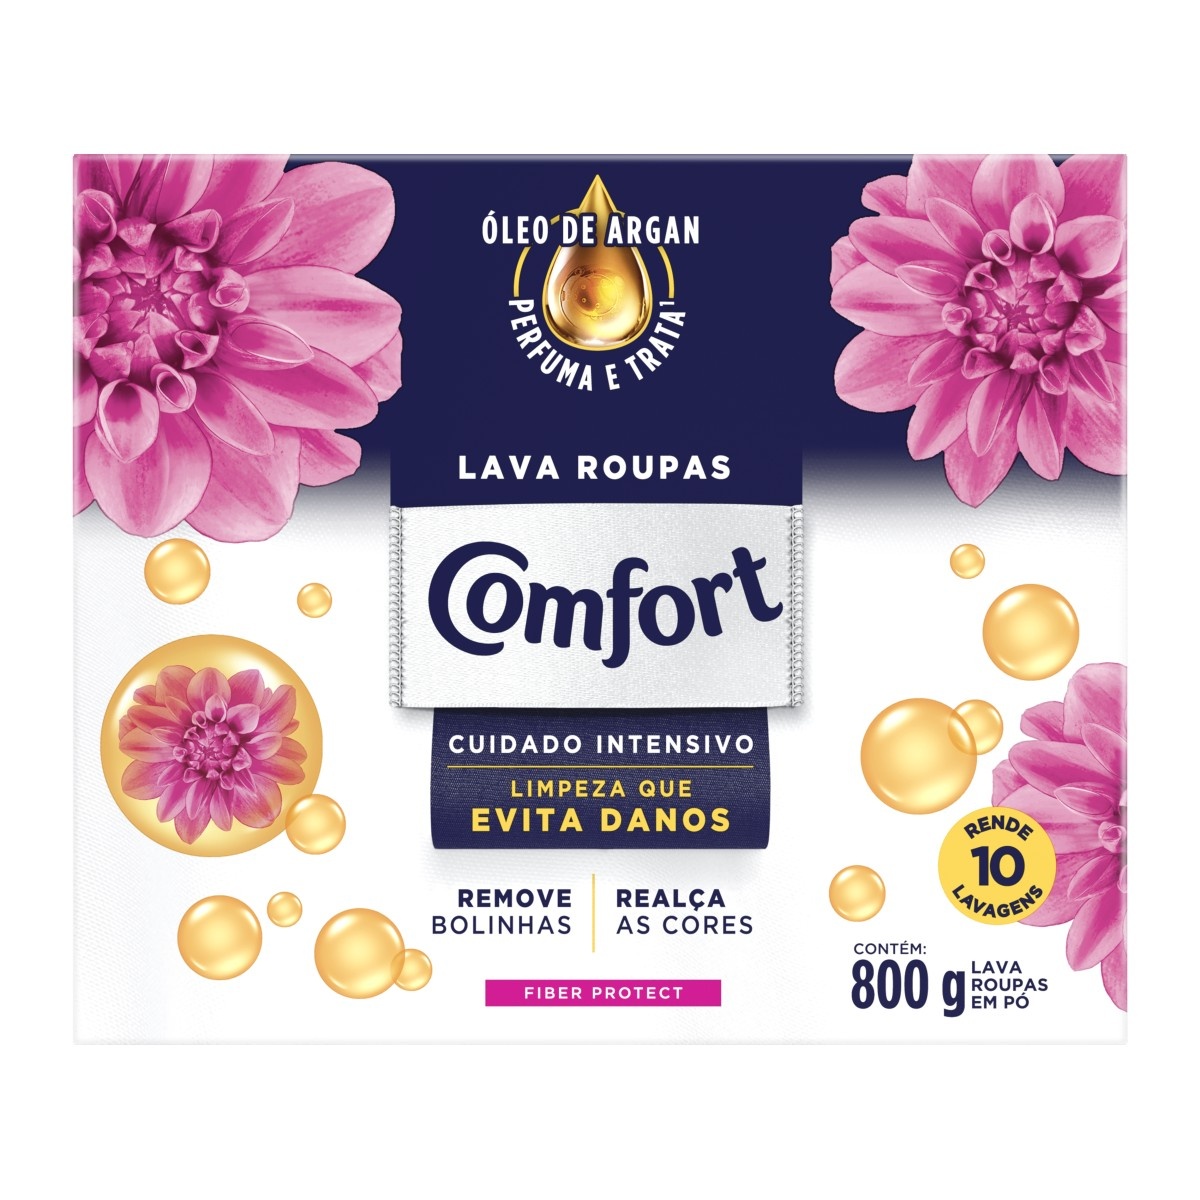 ÓLEO DE ARGAN
PERFUMA E TRATA¹
LAVA ROUPAS
Comfort
CUIDADO INTENSIVO
LIMPEZA QUE
EVITA DANOS
REMOVE
BOLINHAS
REALÇA
AS CORES
FIBER PROTECT
RENDE
10
LAVAGENS
CONTÉM:
800 g
LAVA
ROUPAS
EM PÓ